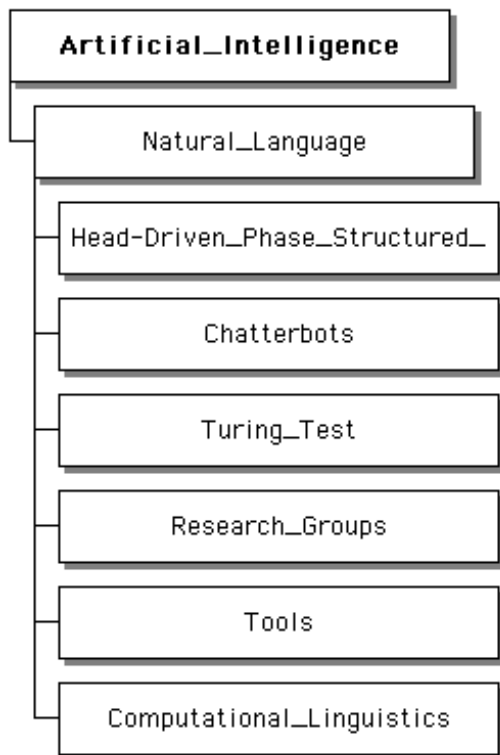 Artificial_Intelligence
Natural_Language
Head-Driven_Phase_Structured_
Chatterbots
Turing_Test
Research_Groups
Tools
Computational_Linguistics